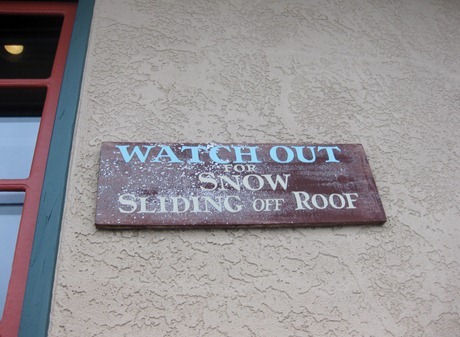 WATCH OUT
FOR
SNOW
SLIDING OFF ROOF